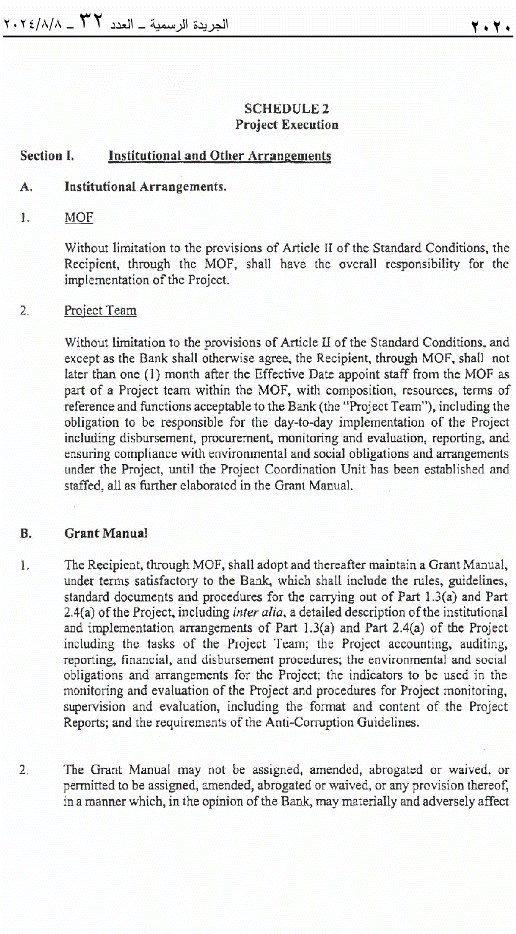 ٢٠٢٠ الجريدة الرسمية ــ العدد ٣٢ ــ ٢٠٢٤/٨/٨
SCHEDULE 2
Project Execution
Section I. Institutional and Other Arrangements
A. Institutional Arrangements.
1. MOF
Without limitation to the provisions of Article II of the Standard Conditions, the
Recipient, through the MOF, shall have the overall responsibility for the
implementation of the Project.
2. Project Team
Without limitation to the provisions of Article II of the Standard Conditions, and
except as the Bank shall otherwise agree, the Recipient, through MOF, shall not
later than one (1) month after the Effective Date appoint staff from the MOF as
part of a Project team within the MOF, with composition, resources, terms of
reference and functions acceptable to the Bank (the “Project Team”), including the
obligation to be responsible for the day-to-day implementation of the Project
including disbursement, procurement, monitoring and evaluation, reporting, and
ensuring compliance with environmental and social obligations and arrangements
under the Project, until the Project Coordination Unit has been established and
staffed, all as further elaborated in the Grant Manual.
B. Grant Manual
1. The Recipient, through MOF, shall adopt and thereafter maintain a Grant Manual,
under terms satisfactory to the Bank, which shall include the rules, guidelines,
standard documents and procedures for the carrying out of Part 1.3(a) and Part
2.4(a) of the Project, including inter alia, a detailed description of the institutional
and implementation arrangements of Part 1.3(a) and Part 2.4(a) of the Project
including the tasks of the Project Team; the Project accounting, auditing,
reporting, financial, and disbursement procedures; the environmental and social
obligations and arrangements for the Project; the indicators to be used in the
monitoring and evaluation of the Project and procedures for Project monitoring,
supervision and evaluation, including the format and content of the Project
Reports; and the requirements of the Anti-Corruption Guidelines.
2. The Grant Manual may not be assigned, amended, abrogated or waived, or
permitted to be assigned, amended, abrogated or waived, or any provision thereof,
in a manner which, in the opinion of the Bank, may materially and adversely affect